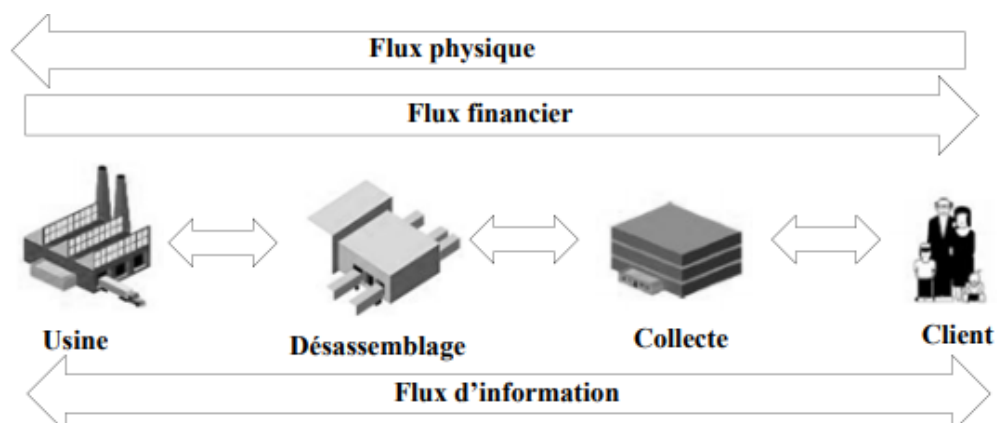 Flux physique
Flux financier
Usine
Désassemblage
Collecte
Client
Flux d’information